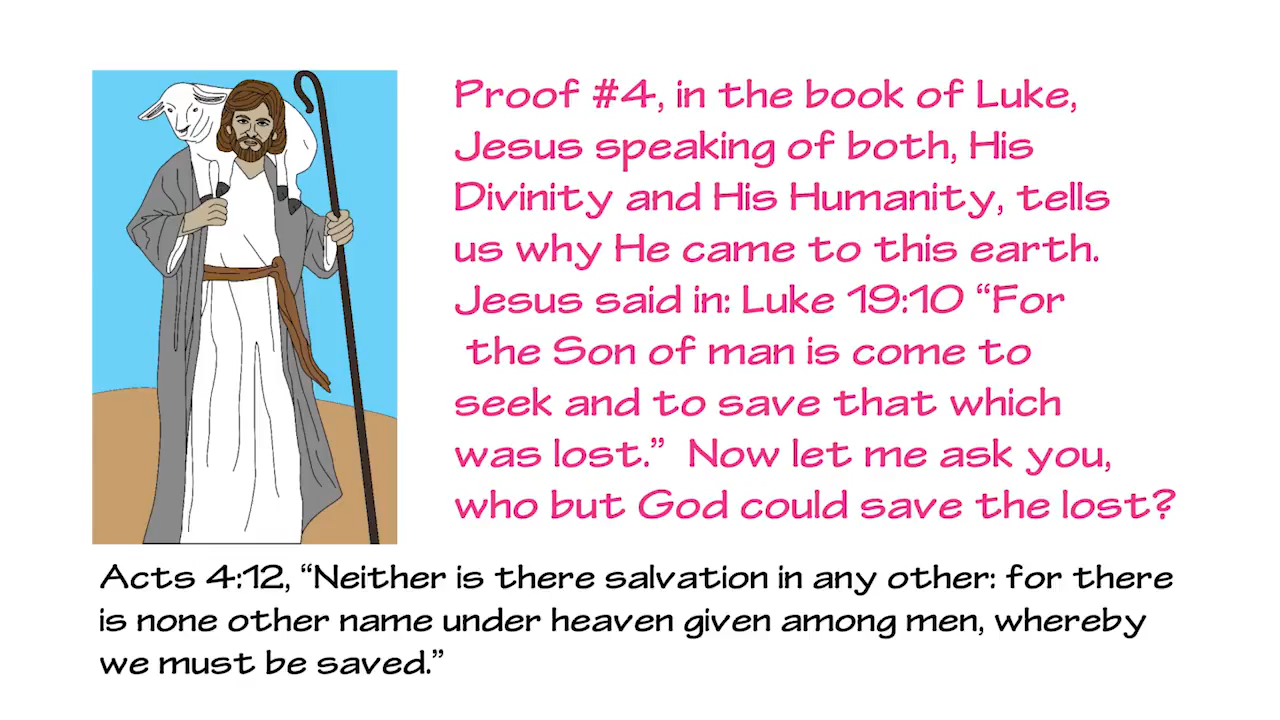 Proof #4, in the book of Luke,
Jesus speaking of both, His
Divinity and His Humanity, tells
us why He came to this earth.
Jesus said in: Luke 19:10 “For
the Son of man is come to
seek and to save that which
was lost.” Now let me ask you,
who but God could save the lost?
Acts 4:12, “Neither is there salvation in any other: for there
is none other name under heaven given among men, whereby
we must be saved.”